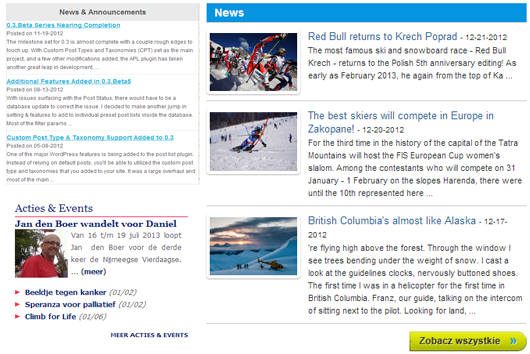 News & Announcements
0.3.Beta Series Nearing Completion
Posted on 11-19-2012
The milestone set for 0.3 is almost complete with a couple rough edges to
touch up. With Custom Post Types and Taxonomies (CPT) set as the main
project, and a few other modifications added, the APL plugin has taken
another great leap in development, ...
Additional Features Added in 0.3.Beta5
Posted on 08-13-2012
With issues surfacing with the Post Status, there would have to be a
database update to correct the issue. I decided to make another jump in
setting & features to add to individual preset post lists inside the database.
Most of the filter params ...
Custom Post Type & Taxonomy Support Added to 0.3
Posted on 05-08-2012
One of the major WordPress features is being added to the post list plugin.
Instead of relying on default posts, you'll be able to utilized the custom post
type and taxonomies that you added to your site. It was a large overhaul and
most of the main ...
Acties & Events
Jan den Boer wandelt voor Daniel
Van 16 t/m 19 juli 2013 loopt
Jan den Boer voor de derde
keer de Nijmeegse Vierdaagse.
... (meer)
Beeldje tegen kanker (01/02)
Speranza voor palliatief (01/02)
Climb for Life (01/06)
MEER ACTIES & EVENTS
News
Red Bull returns to Krech Poprad - 12-21-2012
The most famous ski and snowboard race - Red Bull
Krech - returns to the Polish 5th anniversary editing! As
early as February 2013, he again from the top of Ka ...
The best skiers will compete in Europe in
Zakopane! - 12-20-2012
For the third time in the history of the capital of the Tatra
Mountains will host the FIS European Cup women's
slalom. Among the contestants who will compete on 31
January - 1 February on the slopes Harenda, there were
until the 10th represented here ...
British Columbia's almost like Alaska - 12-17-
2012
're flying high above the forest. Through the window I
see trees bending under the weight of snow. I cast a
look at the guidelines clocks, nervously buttoned shoes.
The first time I was in a helicopter for the first time in
British Columbia. Franz, our guide, talking on the intercom
of sitting next to the pilot. Looking for land, ...
Zobacz wszystkie »